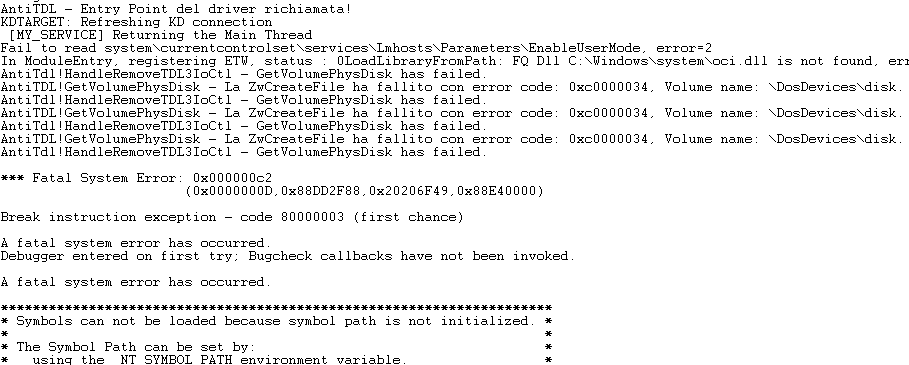 AntiTDL - Entry Point del driver richiamata!
KDTARGET: Refreshing KD connection
[MY_SERVICE] Returning the Main Thread
Fail to read system\currentcontrolset\services\Lmhosts\Parameters\EnableUserMode, error=2
In ModuleEntry, registering ETW, status : 0LoadLibraryFromPath: FQ Dll C:\Windows\system\oci.dll is not found, err
AntiTdl!HandleRemoveTDL3IoCtl - GetVolumePhysDisk has failed.
AntiTDL!GetVolumePhysDisk - La ZwCreateFile ha fallito con error code: 0xc0000034, Volume name: \DosDevices\disk.
AntiTdl!HandleRemoveTDL3IoCtl - GetVolumePhysDisk has failed.
AntiTDL!GetVolumePhysDisk - La ZwCreateFile ha fallito con error code: 0xc0000034, Volume name: \DosDevices\disk.
AntiTdl!HandleRemoveTDL3IoCtl - GetVolumePhysDisk has failed.
AntiTDL!GetVolumePhysDisk - La ZwCreateFile ha fallito con error code: 0xc0000034, Volume name: \DosDevices\disk.
AntiTdl!HandleRemoveTDL3IoCtl - GetVolumePhysDisk has failed.
*** Fatal System Error: 0x000000c2
(0x0000000D,0x88DD2F88,0x20206F49,0x88E40000)
Break instruction exception - code 80000003 (first chance)
A fatal system error has occurred.
Debugger entered on first try; Bugcheck callbacks have not been invoked.
A fatal system error has occurred.
*********************************************************************
* Symbols can not be loaded because symbol path is not initialized. *
* *
* The Symbol Path can be set by: *
* using the _NT_SYMBOL_PATH environment variable. *